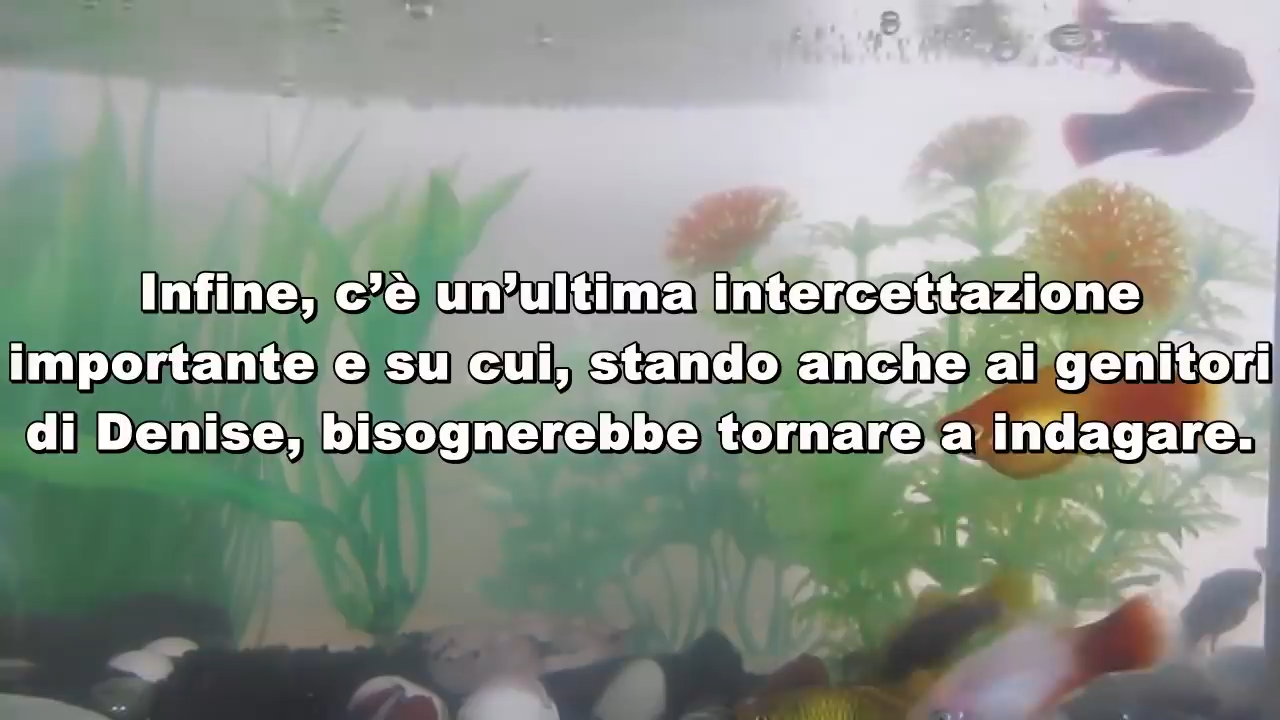 Infine, c’è un’ultima intercettazione
importante e su cui, stando anche ai genitori
di Denise, bisognerebbe tornare a indagare.